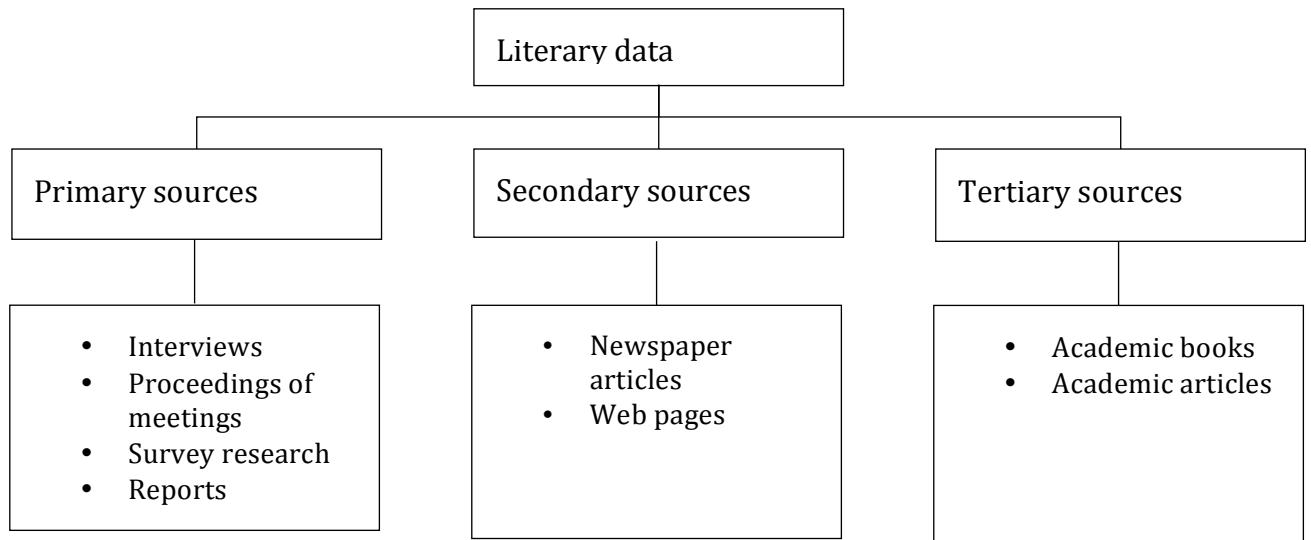 Literary data
Primary sources
Secondary sources
Tertiary sources
• Interviews
• Proceedings of
meetings
• Survey research
• Reports
• Newspaper
articles
• Web pages
• Academic books
• Academic articles